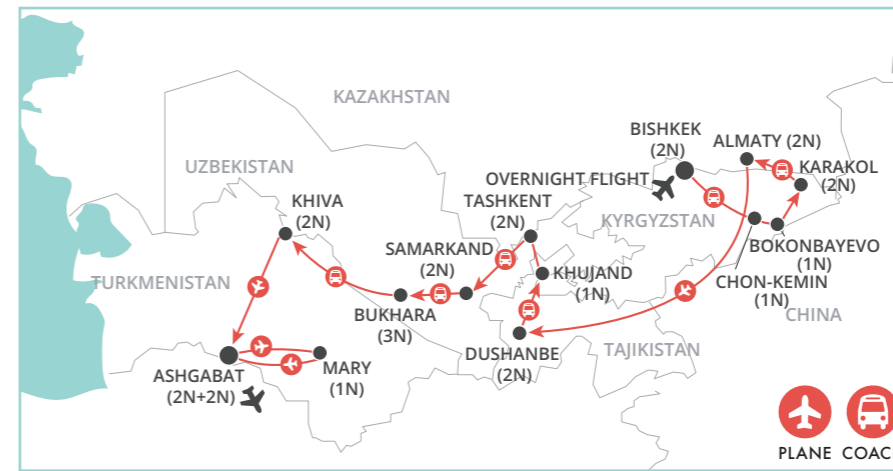 KAZAKHSTAN
BISHKEK
(2N)
ALMATY (2N)
KARAKOL
(2N)
UZBEKISTAN
OVERNIGHT FLIGHT
KHIVA
(2N)
TASHKENT
(2N)
KYRGYZSTAN
SAMARKAND
(2N)
BOKONBAYEVO
(1N)
TURKMENISTAN
KHUJAND
(1N)
CHON-KEMIN
(1N)
BUKHARA
(3N)
CHINA
DUSHANBE
(2N)
TAJIKISTAN
ASHGABAT
(2N+2N)
MARY
(1N)
PLANE COAC